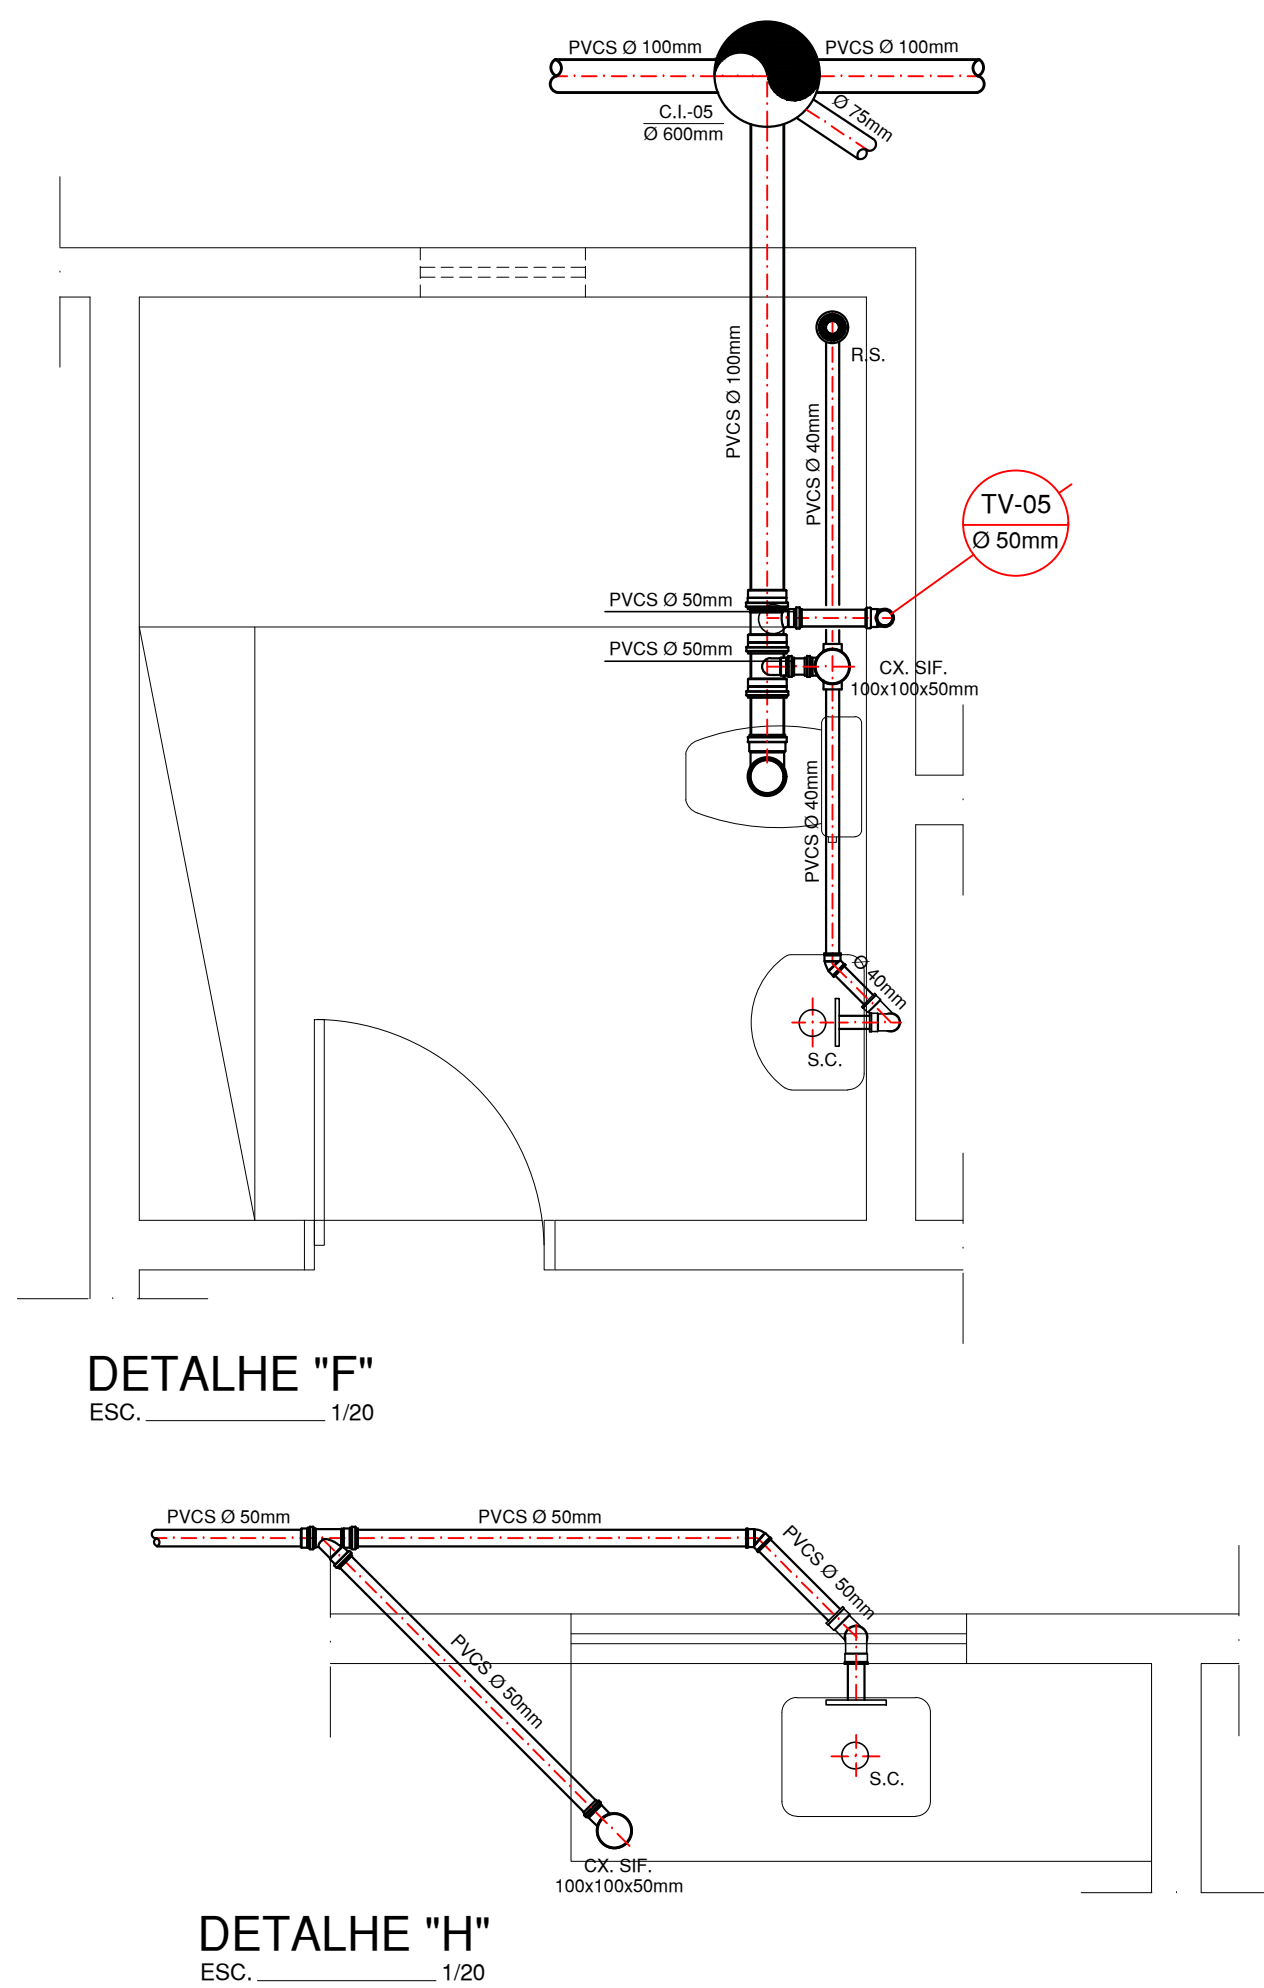 PVCS Ø 100mm
PVCS Ø 100mm
Ø 75mm
C.I.-05
Ø 600mm
PVCS Ø 100mm
R.S.
PVCS Ø 40mm
TV-05
Ø 50mm
PVCS Ø 50mm
PVCS Ø 50mm
CX. SIF.
100x100x50mm
PVCS Ø 40mm
Ø 40mm
S.C.
DETALHE "F"
ESC. 1/20
PVCS Ø 50mm
PVCS Ø 50mm
PVCS Ø 50mm
PVCS Ø 50mm
S.C.
CX. SIF.
100x100x50mm
DETALHE "H"
ESC. 1/20